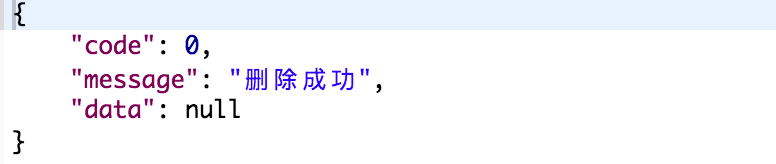 {
    "code": 0,
    "message": "删除成功",
    "data": null
}